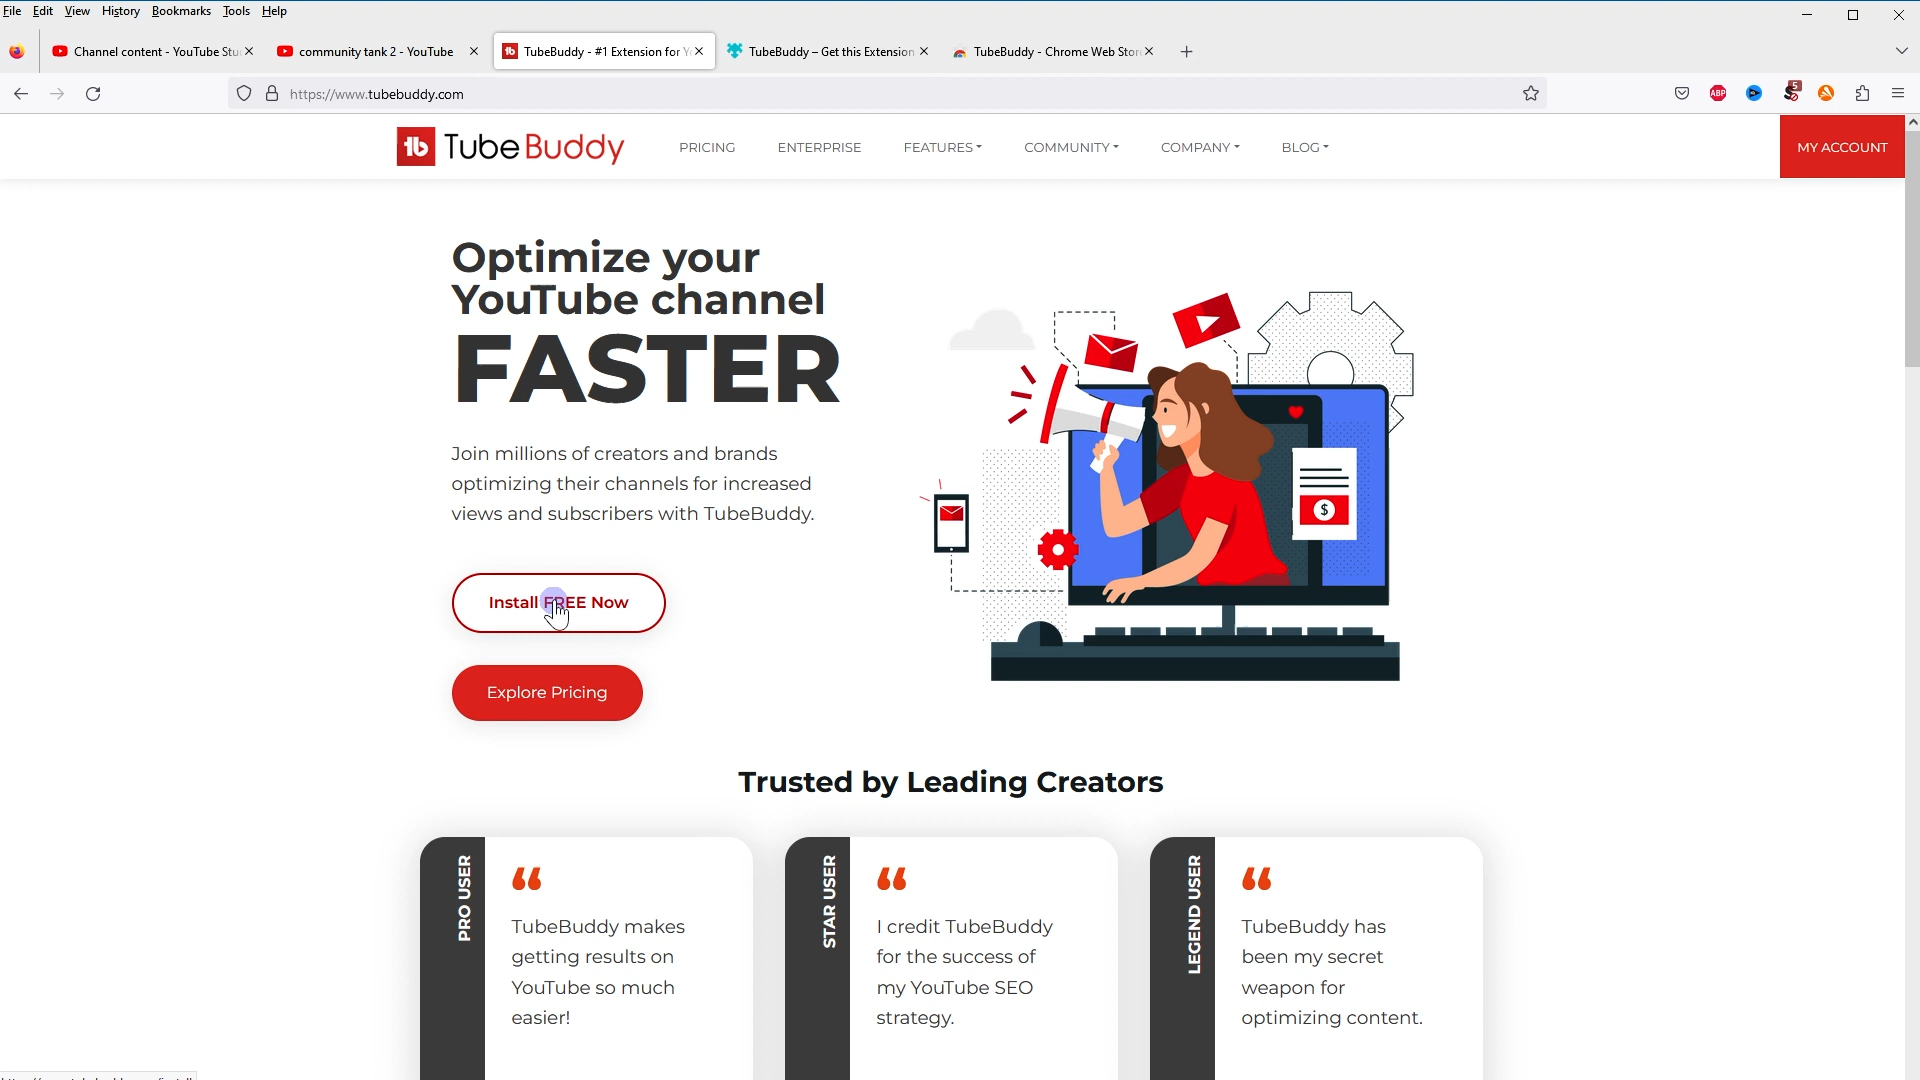 File Edit View History Bookmarks Tools Help
Channel content - YouTube Stu
community tank 2 - YouTube
TubeBuddy - #1 Extension for Y
TubeBuddy – Get this Extension
TubeBuddy - Chrome Web Stor
https://www.tubebuddy.com
ABP
5
TubeBuddy
PRICING
ENTERPRISE
FEATURES
COMMUNITY
COMPANY
BLOG
MY ACCOUNT
Optimize your
YouTube channel
FASTER
Join millions of creators and brands
optimizing their channels for increased
views and subscribers with TubeBuddy.
Install FREE Now
Explore Pricing
$
Trusted by Leading Creators
PRO USER
“
TubeBuddy makes
getting results on
YouTube so much
easier!
STAR USER
“
I credit TubeBuddy
for the success of
my YouTube SEO
strategy.
LEGEND USER
“
TubeBuddy has
been my secret
weapon for
optimizing content.